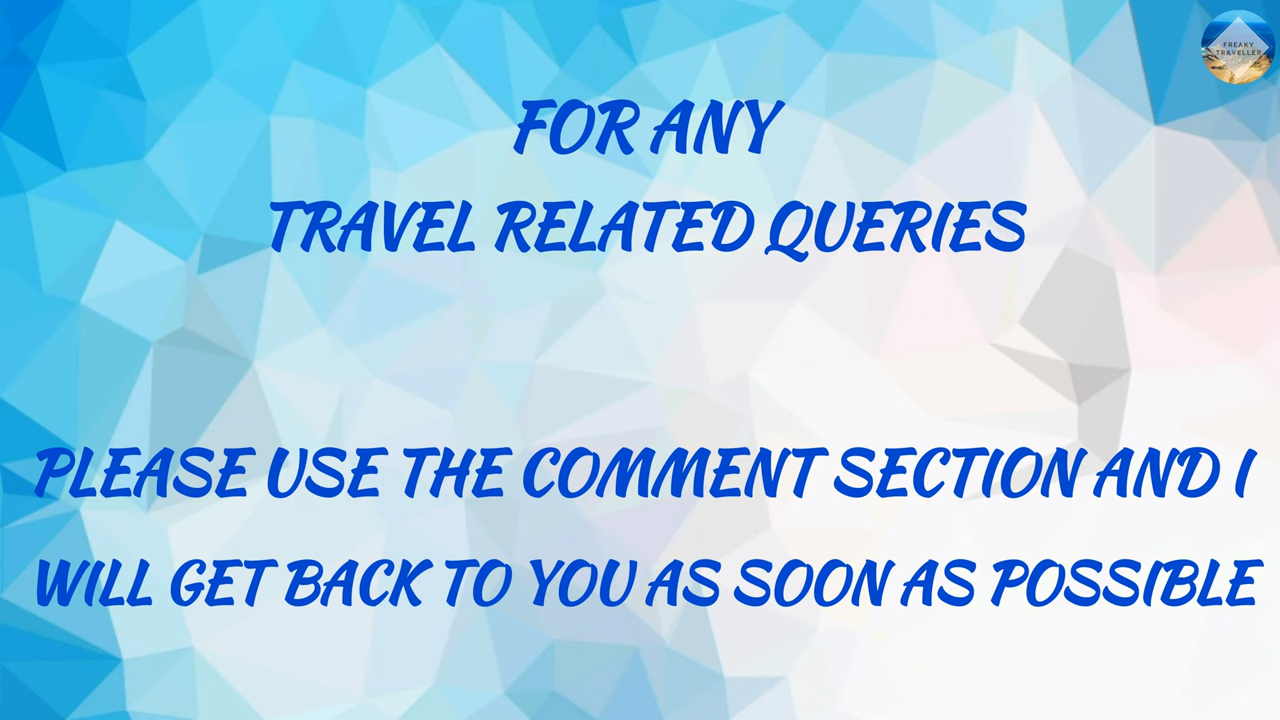 FREAKY
TRAVELLER
FOR ANY
TRAVEL RELATED QUERIES
PLEASE USE THE COMMENT SECTION AND I
WILL GET BACK TO YOU AS SOON AS POSSIBLE